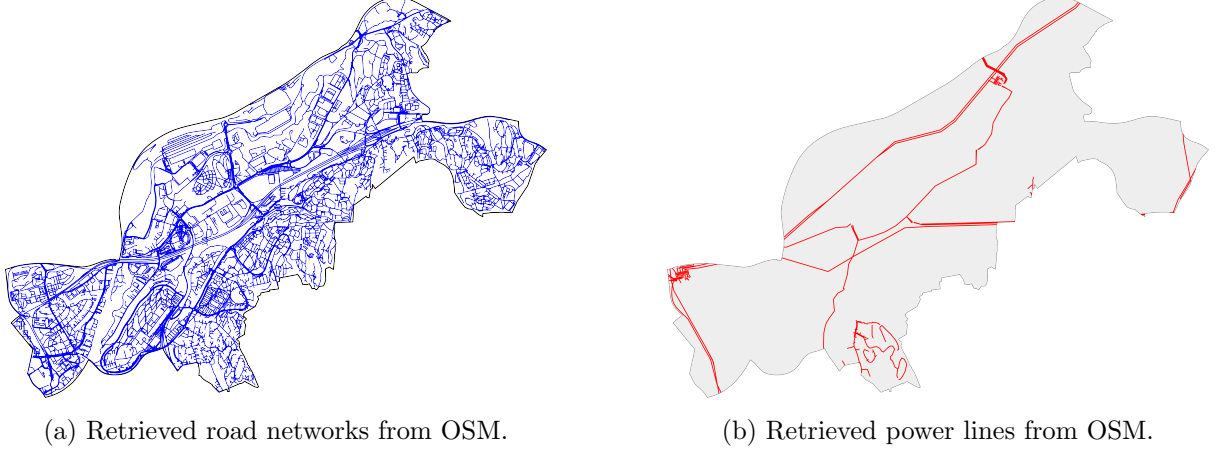 (a) Retrieved road networks from OSM.
(b) Retrieved power lines from OSM.